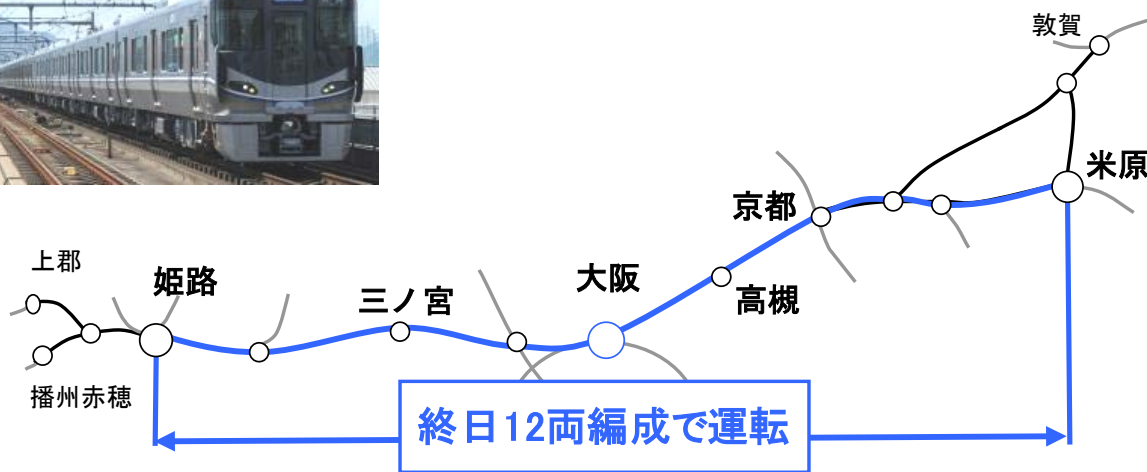 敦賀
米原
京都
上郡
姫路
三ノ宮
大阪
高槻
播州赤穂
終日12両編成で運転